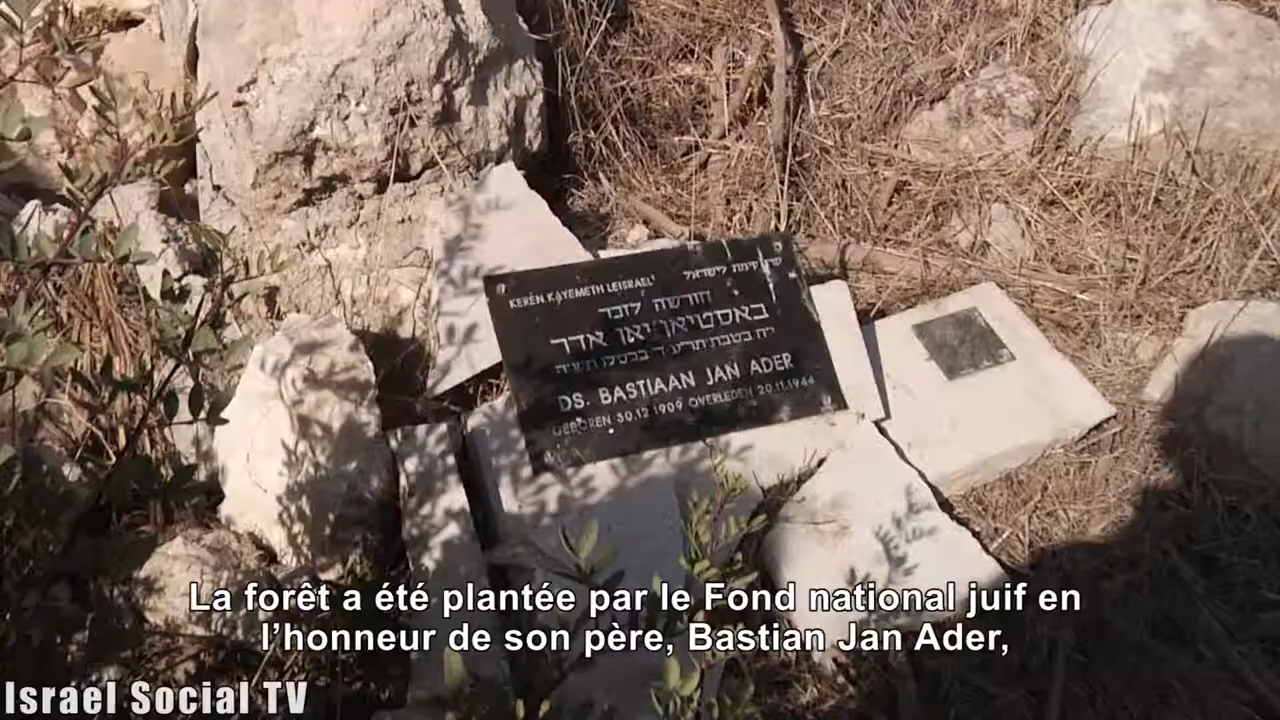 KEREN KAYEMETH LEISRAEL
קרן קימת לישראל
חורשה לזכר
באסטיאן יאן אדר
DS. BASTIAAN JAN ADER
GEBOREN 30.12.1909 OVERLEDEN 20.11.1944
La forêt a été plantée par le Fond national juif en
l'honneur de son père, Bastian Jan Ader,
Israel Social TV